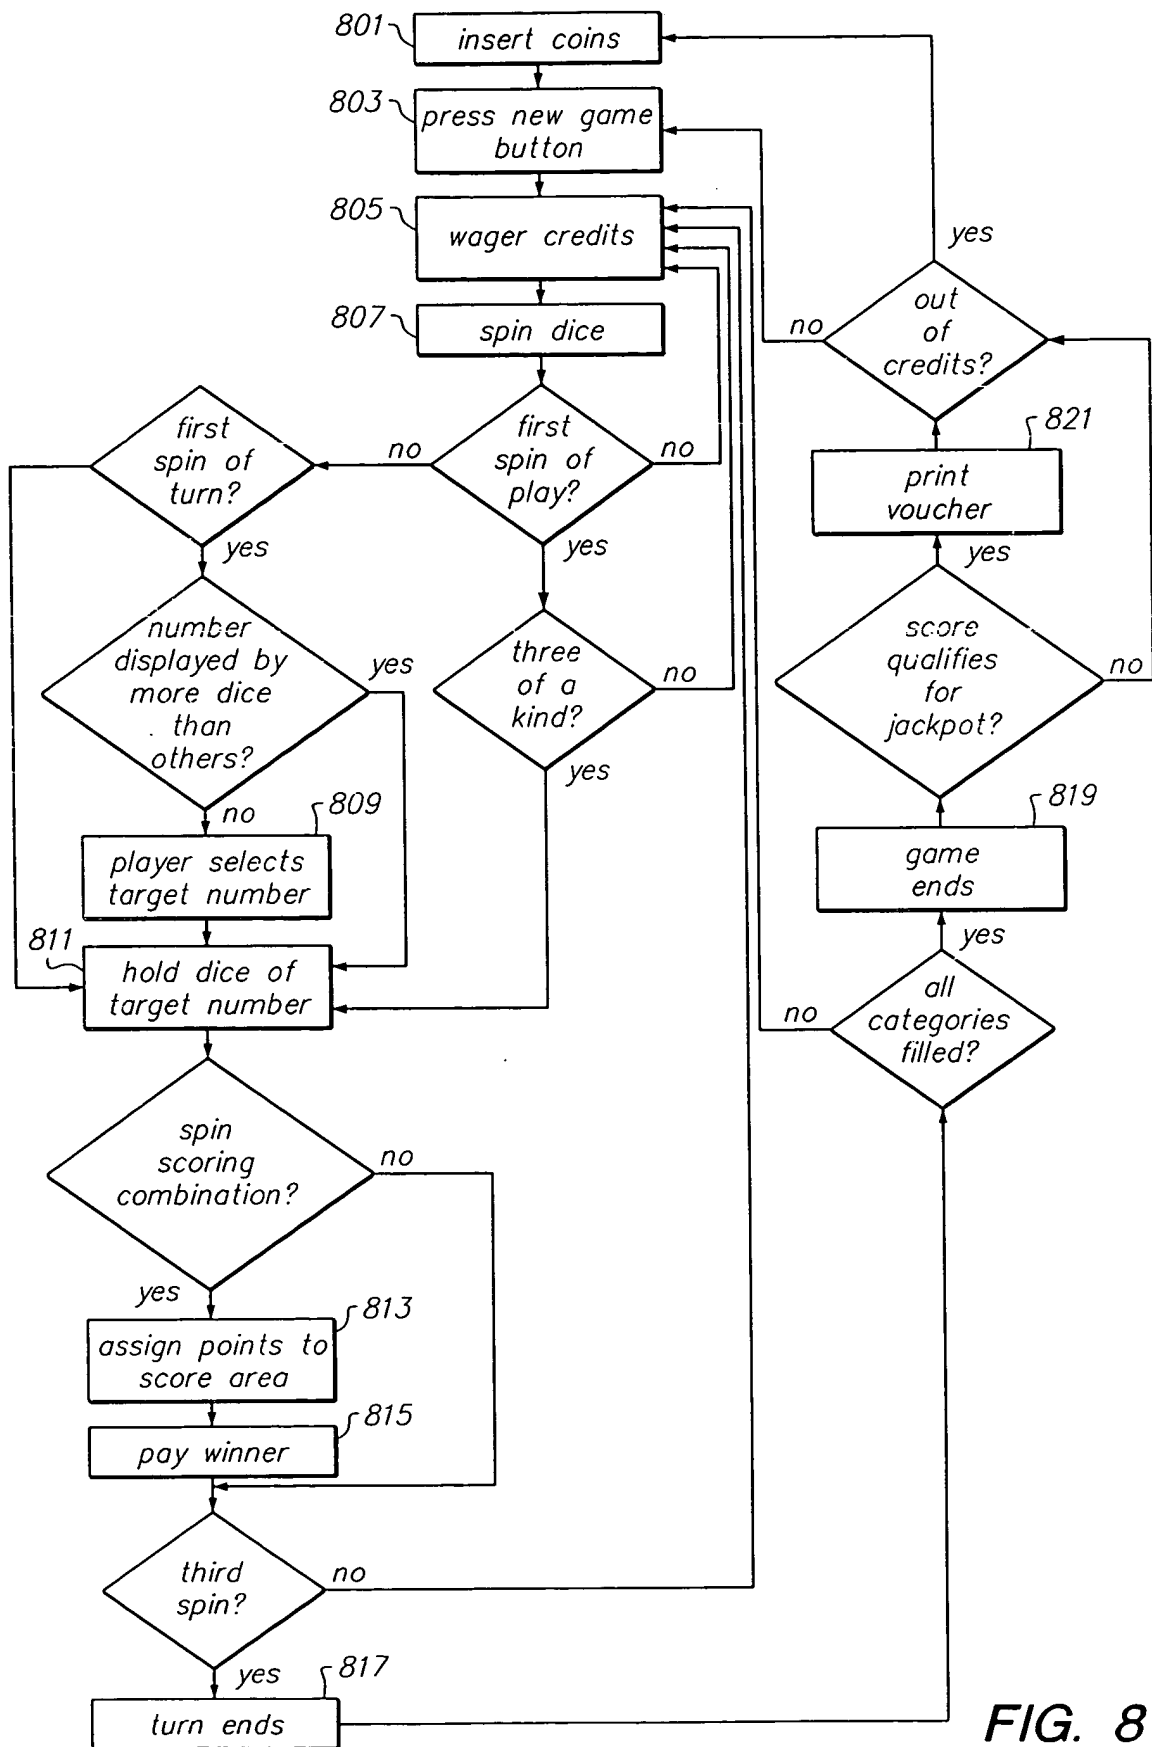 801
insert coins
803
press new game
button
805
wager credits
807
spin dice
yes
out
of
credits?
no
821
first
spin of
turn?
no
first
spin of
play?
no
print
voucher
yes
yes
yes
number
displayed by
more dice
than
others?
yes
three
of a
kind?
no
score
qualifies
for
jackpot?
no
yes
no
809
819
player selects
target number
game
ends
811
yes
hold dice of
target number
all
categories
filled?
no
spin
scoring
combination?
no
yes
813
assign points to
score area
815
pay winner
third
spin?
no
yes
817
turn ends
FIG. 8